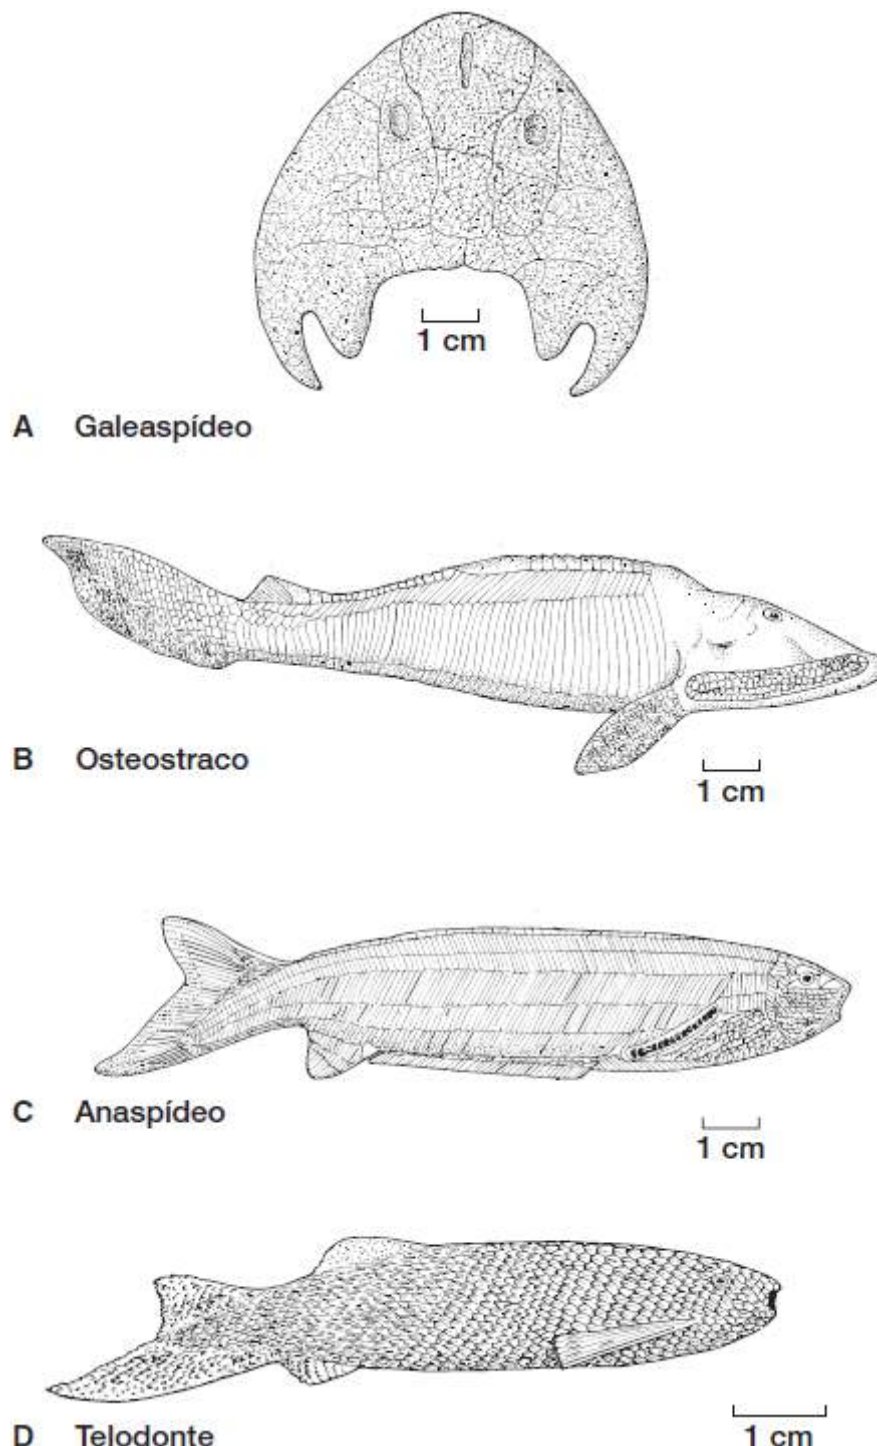 1 cm
A Galeaspídeo
B Osteostraco
1 cm
C Anaspídeo
1 cm
D Telodonte
1 cm